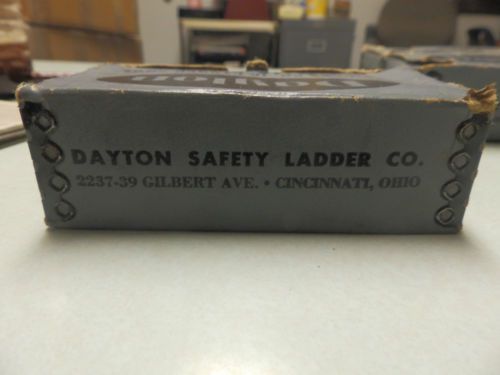 DAYTON SAFETY LADDER CO.
2237-39 GILBERT AVE. • CINCINNATI, OHIO